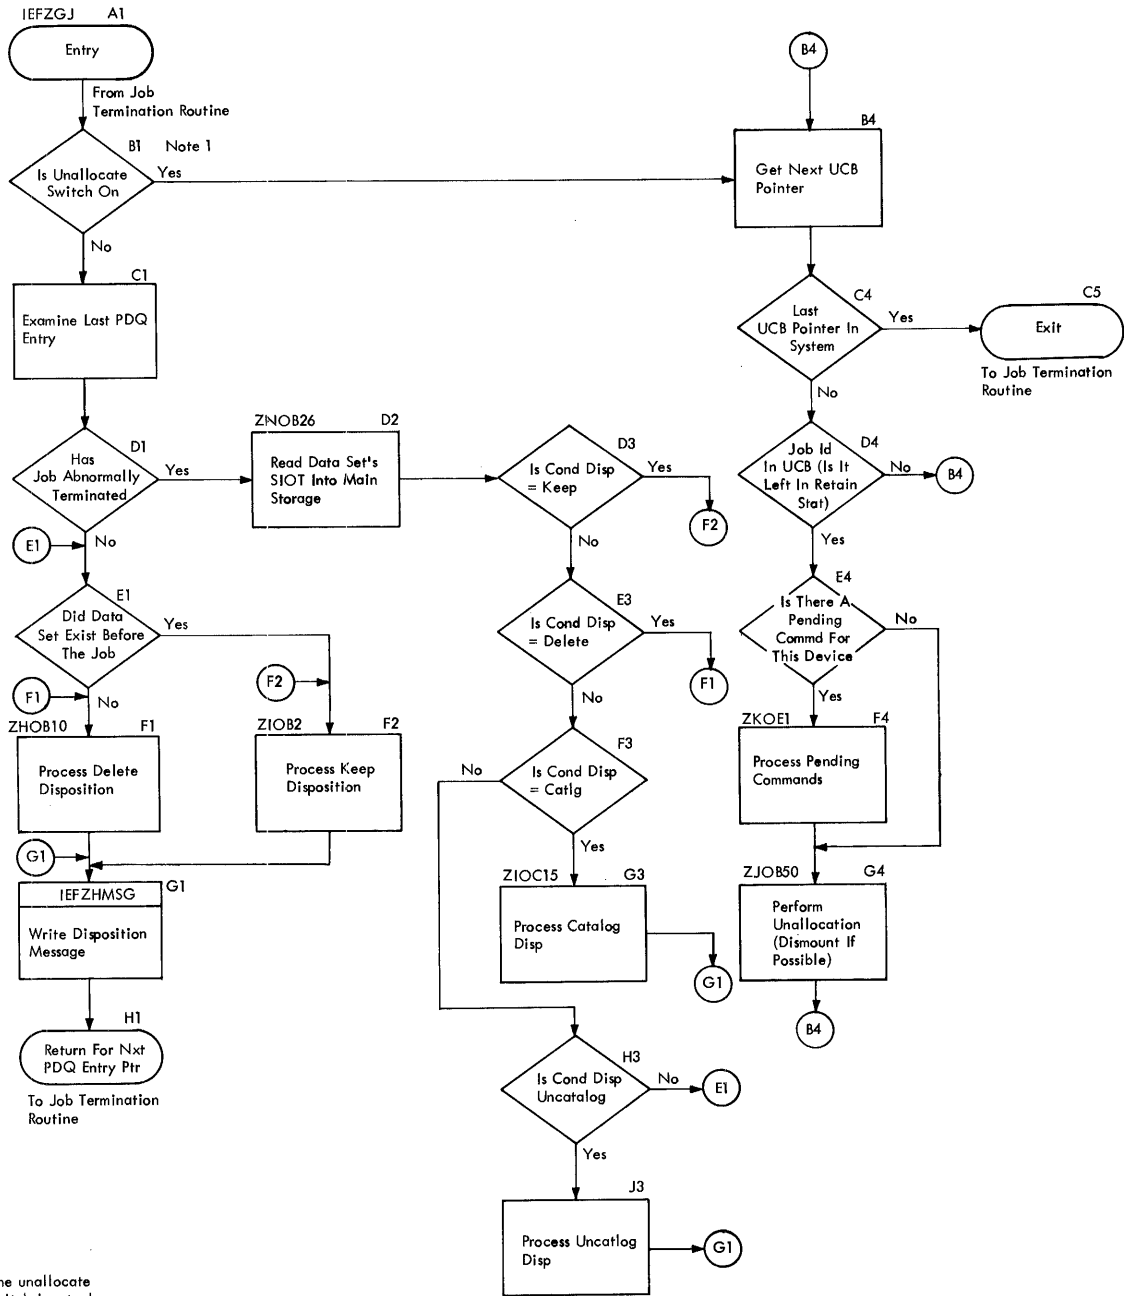 IEFZGJ A1
Entry
From Job
Termination Routine
B1 Note 1
Is Unallocate
Switch On
Yes
No
C1
Examine Last PDQ
Entry
D1
Has
Job Abnormally
Terminated
Yes
No
E1
E1
Did Data
Set Exist Before
The Job
Yes
No
F1
ZHOB10 F1
Process Delete
Disposition
G1
IEFZHMSG
G1
Write Disposition
Message
H1
Return For Nxt
PDQ Entry Ptr
To Job Termination
Routine
ZNOB26 D2
Read Data Set's
SIOT Into Main
Storage
F2
ZIOB2 F2
Process Keep
Disposition
D3
Is Cond Disp
= Keep
Yes
F2
No
E3
Is Cond Disp
= Delete
Yes
F1
No
F3
Is Cond Disp
= Catlg
No
Yes
ZIOC15 G3
Process Catalog
Disp
G1
H3
Is Cond Disp
Uncatalog
No
E1
Yes
J3
Process Uncatlog
Disp
G1
B4
B4
Get Next UCB
Pointer
C4
Last
UCB Pointer In
System
Yes
C5
Exit
To Job Termination
Routine
No
D4
Job Id
In UCB (Is It
Left In Retain
Stat)
No
B4
Yes
E4
Is There A
Pending
Commd For
This Device
No
Yes
ZKOE1 F4
Process Pending
Commands
ZJOB50 G4
Perform
Unallocation
(Dismount If
Possible)
B4
unallocate